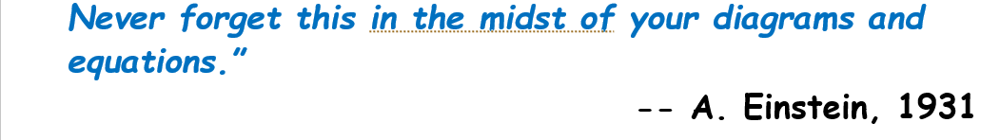 Never forget this in the midst of your diagrams and
equations.”
-- A. Einstein, 1931